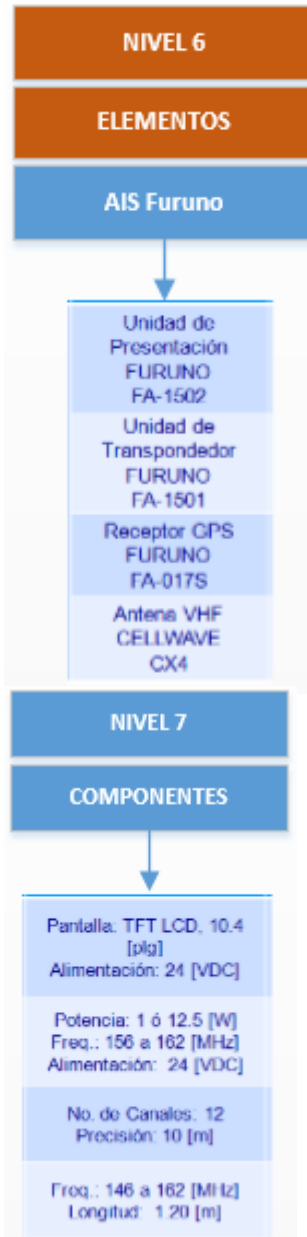 NIVEL 6
ELEMENTOS
AIS Furuno
Unidad de
Presentación
FURUNO
FA-1502
Unidad de
Transpondedor
FURUNO
FA-1501
Receptor GPS
FURUNO
FA-017S
Antena VHF
CELLWAVE
CX4
NIVEL 7
COMPONENTES
Pantalla: TFT LCD, 10.4
[plg]
Alimentación: 24 [VDC]
Potencia: 1 ó 12.5 [W]
Freq.: 156 a 162 [MHz]
Alimentación: 24 [VDC]
No. de Canales: 12
Precisión: 10 [m]
Freq.: 146 a 162 [MHz]
Longitud: 1.20 [m]